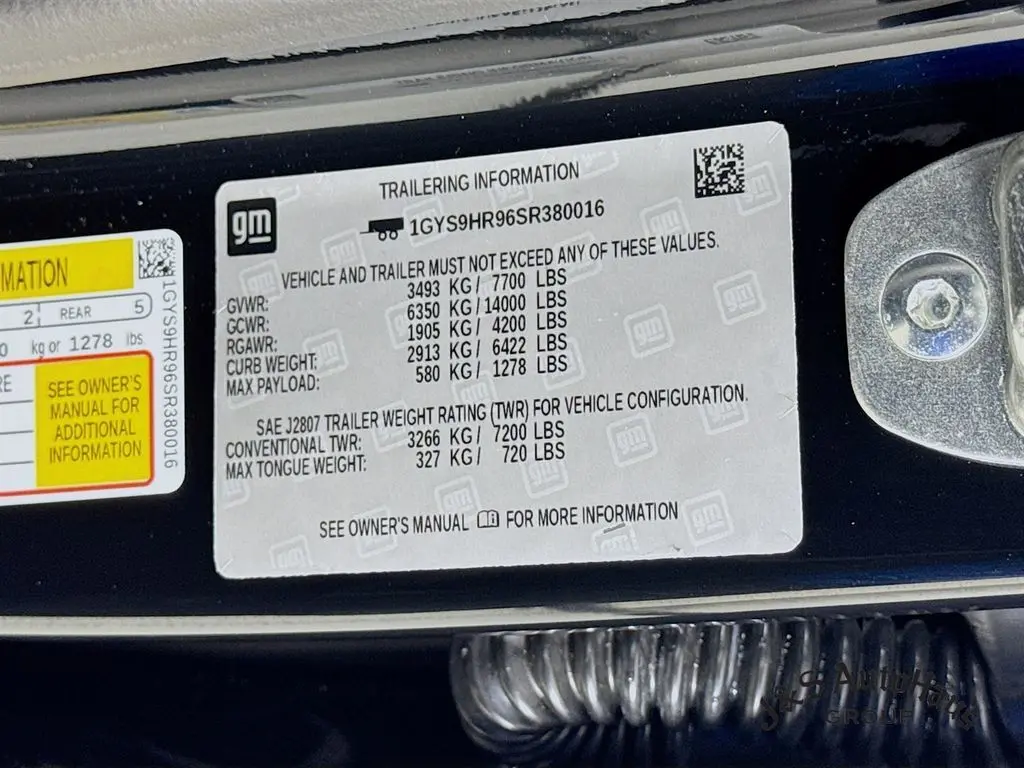 TRAILERING INFORMATION
gm
1GYS9HR96SR380016
VEHICLE AND TRAILER MUST NOT EXCEED ANY OF THESE VALUES.
GVWR: 3493 KG/ 7700 LBS
GCWR: 6350 KG/ 14000 LBS
RGAWR: 1905 KG/ 4200 LBS
CURB WEIGHT: 2913 KG/ 6422 LBS
MAX PAYLOAD: 580 KG/ 1278 LBS
SAE J2807 TRAILER WEIGHT RATING (TWR) FOR VEHICLE CONFIGURATION.
CONVENTIONAL TWR: 3266 KG/ 7200 LBS
MAX TONGUE WEIGHT: 327 KG/ 720 LBS
SEE OWNER'S MANUAL FOR MORE INFORMATION
MATION
2 REAR 5
0 kg or 1278 lbs
RE
SEE OWNER'S
MANUAL FOR
ADDITIONAL
INFORMATION
1GYS9HR96SR380016
GROUP